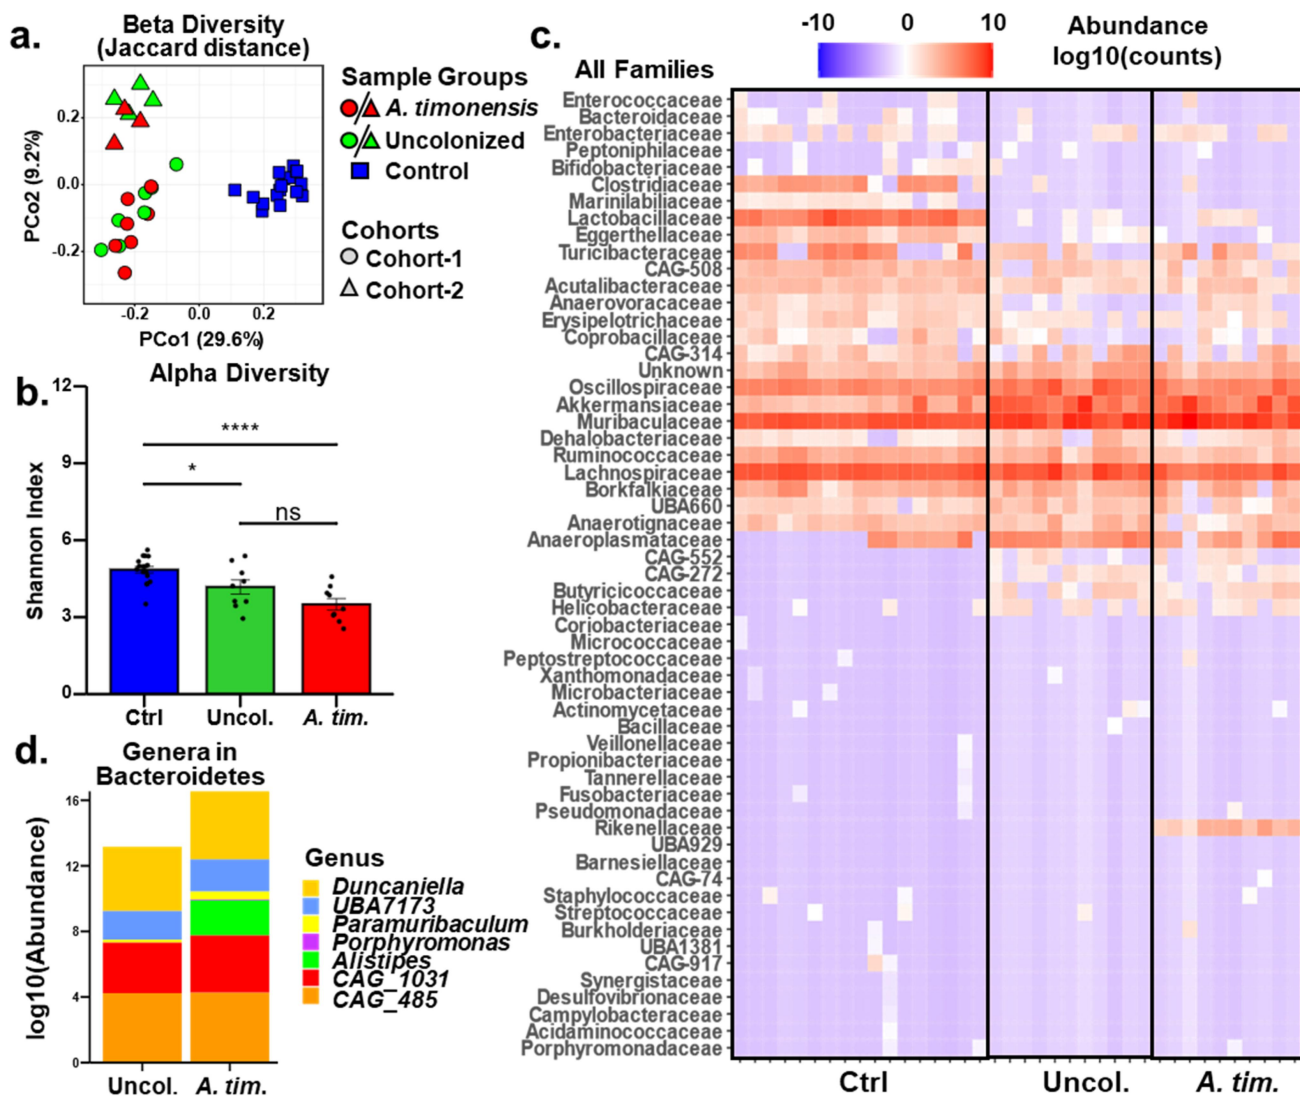 a.
Beta Diversity
(Jaccard distance)
PCo2 (9.2%)
0.2
0.0
-0.2
-0.2
0.0
0.2
PCo1 (29.6%)
Sample Groups
/ A. timonensis
/ Uncolonized
Control
Cohorts
Cohort-1
Cohort-2
b.
Alpha Diversity
Shannon Index
12
9
6
3
0
****
*
ns
Ctrl
Uncol.
A. tim.
c.
-10
0
10
Abundance
log10(counts)
All Families
Enterococcaceae
Bacteroidaceae
Enterobacteriaceae
Peptoniphilaceae
Bifidobacteriaceae
Clostridiaceae
Marinilabiliaceae
Lactobacillaceae
Eggerthellaceae
Turicibacteraceae
CAG-508
Acutalibacteraceae
Anaerovoracaceae
Erysipelotrichaceae
Coprobacillaceae
CAG-314
Unknown
Oscillospiraceae
Akkermansiaceae
Muribaculaceae
Dehalobacteriaceae
Ruminococcaceae
Lachnospiraceae
Borkfalkiaceae
UBA660
Anaerotignaceae
Anaeroplasmataceae
CAG-552
CAG-272
Butyricicoccaceae
Helicobacteraceae
Coriobacteriaceae
Micrococcaceae
Peptostreptococcaceae
Xanthomonadaceae
Microbacteriaceae
Actinomycetaceae
Bacillaceae
Veillonellaceae
Propionibacteriaceae
Tannerellaceae
Fusobacteriaceae
Pseudomonadaceae
Rikenellaceae
UBA929
Barnesiellaceae
CAG-74
Staphylococcaceae
Streptococcaceae
Burkholderiaceae
UBA1381
CAG-917
Synergistaceae
Desulfovibrionaceae
Campylobacteraceae
Acidaminococcaceae
Porphyromonadaceae
Ctrl
Uncol.
A. tim.
d.
Genera in
Bacteroidetes
log10(Abundance)
16
12
8
4
0
Uncol.
A. tim.
Genus
Duncaniella
UBA7173
Paramuribaculum
Porphyromonas
Alistipes
CAG_1031
CAG_485